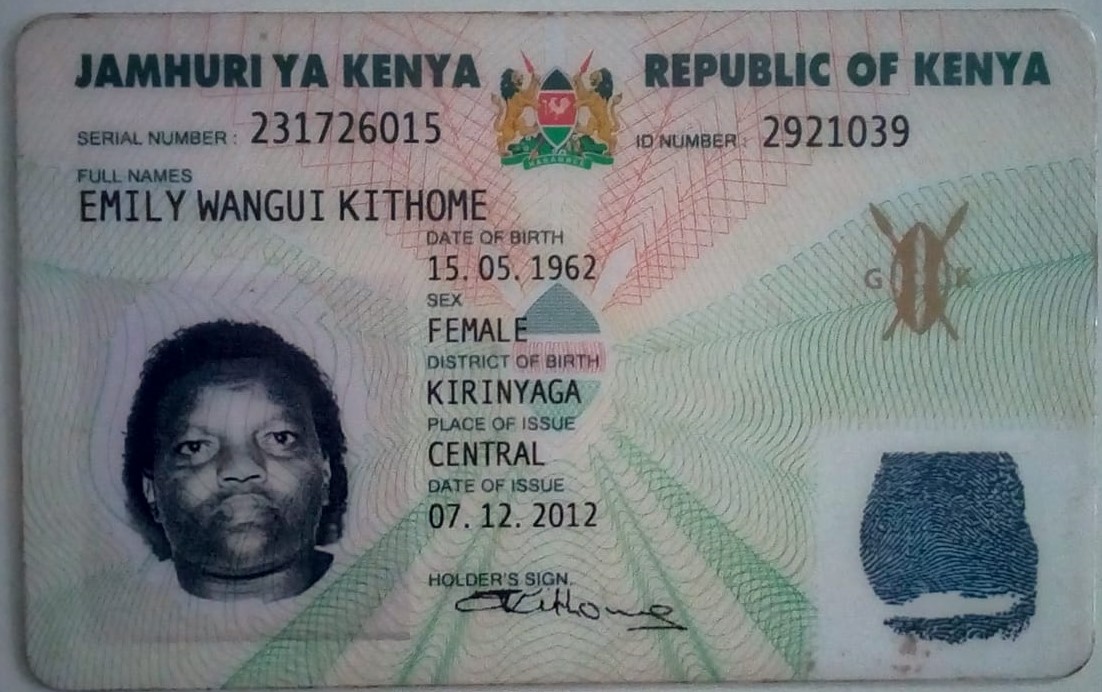 JAMHURI YA KENYA REPUBLIC OF KENYA
SERIAL NUMBER : 231726015 ID NUMBER : 2921039
FULL NAMES
EMILY WANGUI KITHOME
DATE OF BIRTH
15. 05. 1962
SEX
FEMALE
DISTRICT OF BIRTH
KIRINYAGA
PLACE OF ISSUE
CENTRAL
DATE OF ISSUE
07. 12. 2012
HOLDER'S SIGN.
EKithome
G K
HARAMBEE